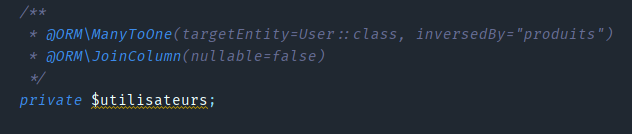 /**
* @ORM\ManyToOne(targetEntity=User::class, inversedBy="produits")
* @ORM\JoinColumn(nullable=false)
*/
private $utilisateurs;